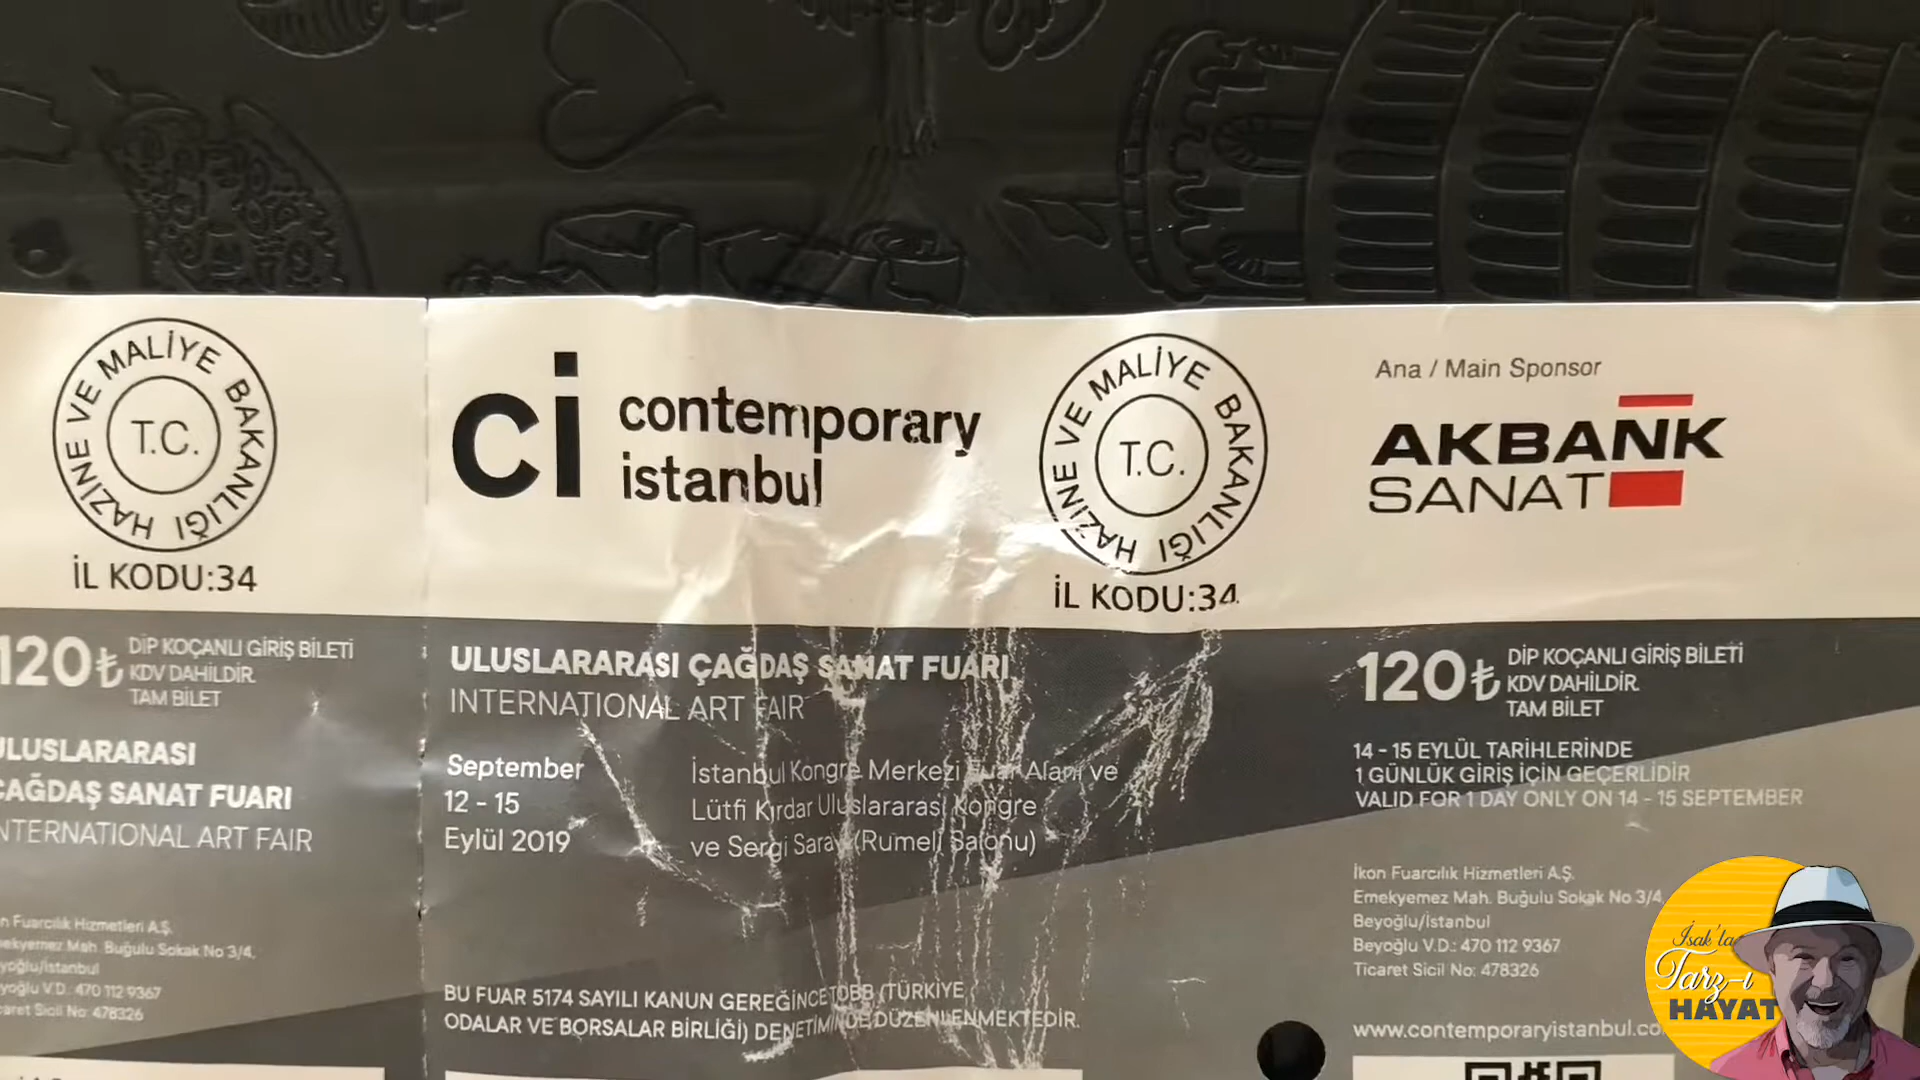 HAZİNE VE MALİYE BAKANLIĞI
T.C.
İL KODU:34
120₺
DİP KOÇANLI GİRİŞ BİLETİ
KDV DAHİLDİR
TAM BİLET
ULUSLARARASI
ÇAĞDAŞ SANAT FUARI
INTERNATIONAL ART FAIR
n Fuarcılık Hizmetleri A.Ş.
ekyemez Mah. Buğulu Sokak No 3/4,
yoğlu/İstanbul
yoğlu V.D. 470 112 9367
caret Sicil No: 478326
ci contemporary
istanbul
HAZİNE VE MALİYE BAKANLIĞI
T.C.
İL KODU:34
ULUSLARARASI ÇAĞDAŞ SANAT FUARI
INTERNATIONAL ART FAIR
September
12 - 15
Eylül 2019
İstanbul Kongre Merkezi Fuar Alanı ve
Lütfi Kırdar Uluslararası Kongre
ve Sergi Sarayı (Rumeli Salonu)
BU FUAR 5174 SAYILI KANUN GEREĞİNCE TOBB (TÜRKİYE
ODALAR VE BORSALAR BİRLİĞİ) DENETİMİNDE DÜZENLENMEKTEDİR.
Ana / Main Sponsor
AKBANK
SANAT
120₺
DİP KOÇANLI GİRİŞ BİLETİ
KDV DAHİLDİR.
TAM BİLET
14 - 15 EYLÜL TARİHLERİNDE
1 GÜNLÜK GİRİŞ İÇİN GEÇERLİDİR
VALID FOR 1 DAY ONLY ON 14 - 15 SEPTEMBER
İkon Fuarcılık Hizmetleri A.Ş.
Emekyemez Mah. Buğulu Sokak No 3/4,
Beyoğlu/İstanbul
Beyoğlu V.D.: 470 112 9367
Ticaret Sicil No: 478326
www.contemporaryistanbul.co
İsak'la
Tarz-ı
HAYAT